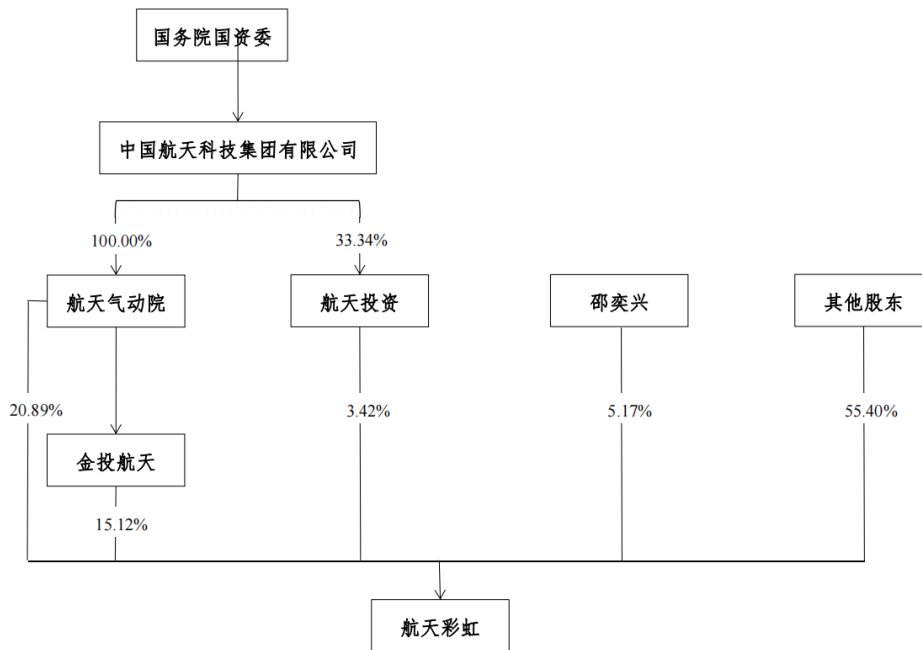 国务院国资委
中国航天科技集团有限公司
100.00%
33.34%
航天气动院
航天投资
邵奕兴
其他股东
20.89%
3.42%
5.17%
55.40%
金投航天
15.12%
航天彩虹